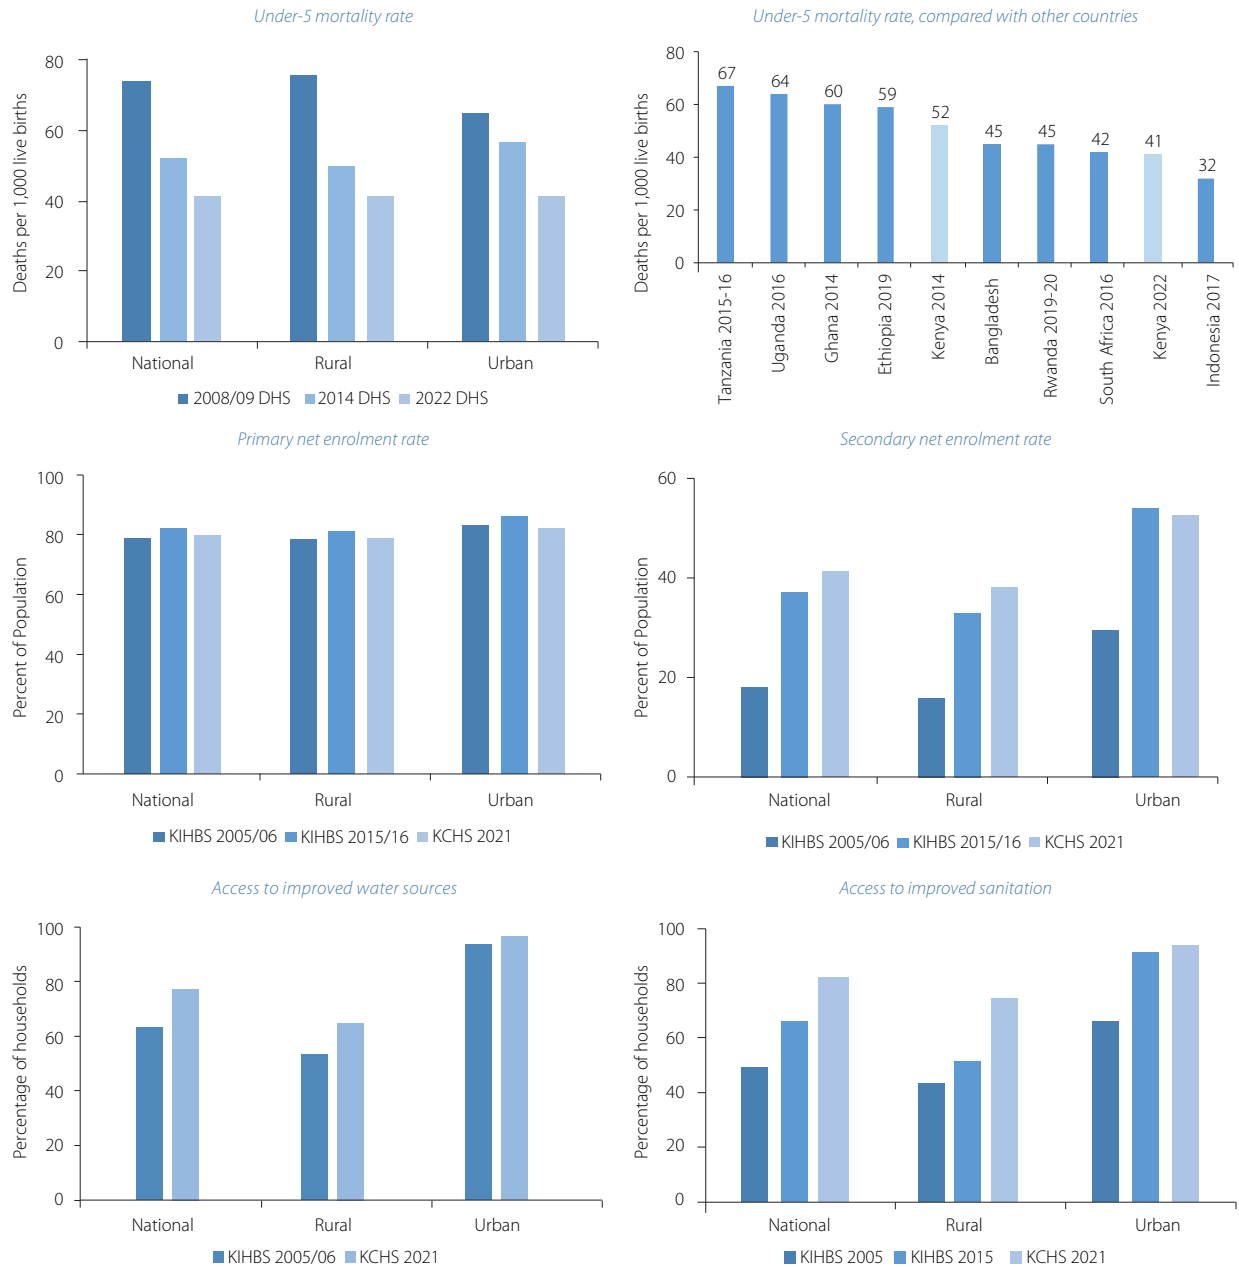 Under-5 mortality rate
Deaths per 1,000 live births
80
60
40
20
0
National Rural Urban
2008/09 DHS 2014 DHS 2022 DHS
Under-5 mortality rate, compared with other countries
Deaths per 1,000 live births
80
60
40
20
0
67 64 60 59 52 45 45 42 41 32
Tanzania 2015-16
Uganda 2016
Ghana 2014
Ethiopia 2019
Kenya 2014
Bangladesh
Rwanda 2019-20
South Africa 2016
Kenya 2022
Indonesia 2017
Primary net enrolment rate
Percent of Population
100
80
60
40
20
0
National Rural Urban
KIHBS 2005/06 KIHBS 2015/16 KCHS 2021
Secondary net enrolment rate
Percent of Population
60
40
20
0
National Rural Urban
KIHBS 2005/06 KIHBS 2015/16 KCHS 2021
Access to improved water sources
Percentage of households
100
80
60
40
20
0
National Rural Urban
KIHBS 2005/06 KCHS 2021
Access to improved sanitation
Percentage of households
100
80
60
40
20
0
National Rural Urban
KIHBS 2005 KIHBS 2015 KCHS 2021